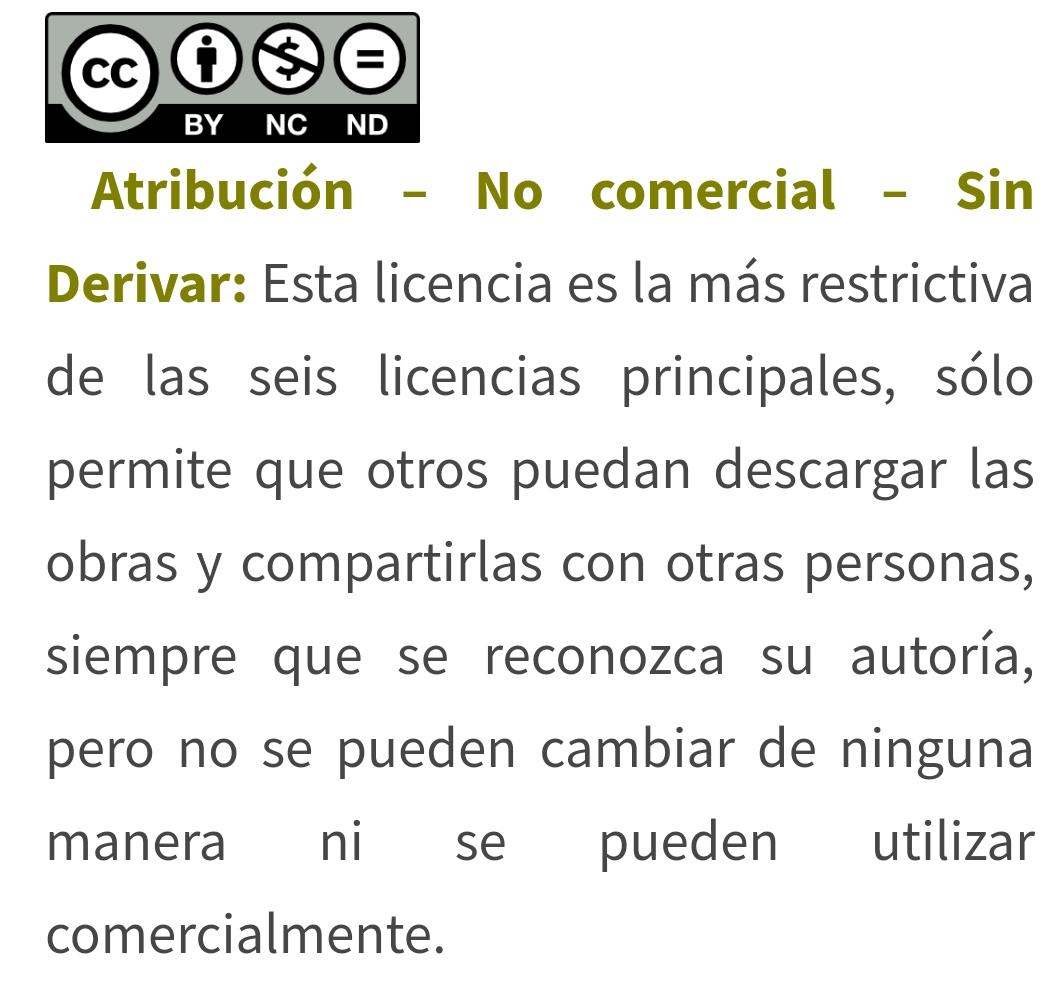 cc
BY NC ND
Atribución – No comercial – Sin
Derivar: Esta licencia es la más restrictiva
de las seis licencias principales, sólo
permite que otros puedan descargar las
obras y compartirlas con otras personas,
siempre que se reconozca su autoría,
pero no se pueden cambiar de ninguna
manera ni se pueden utilizar
comercialmente.